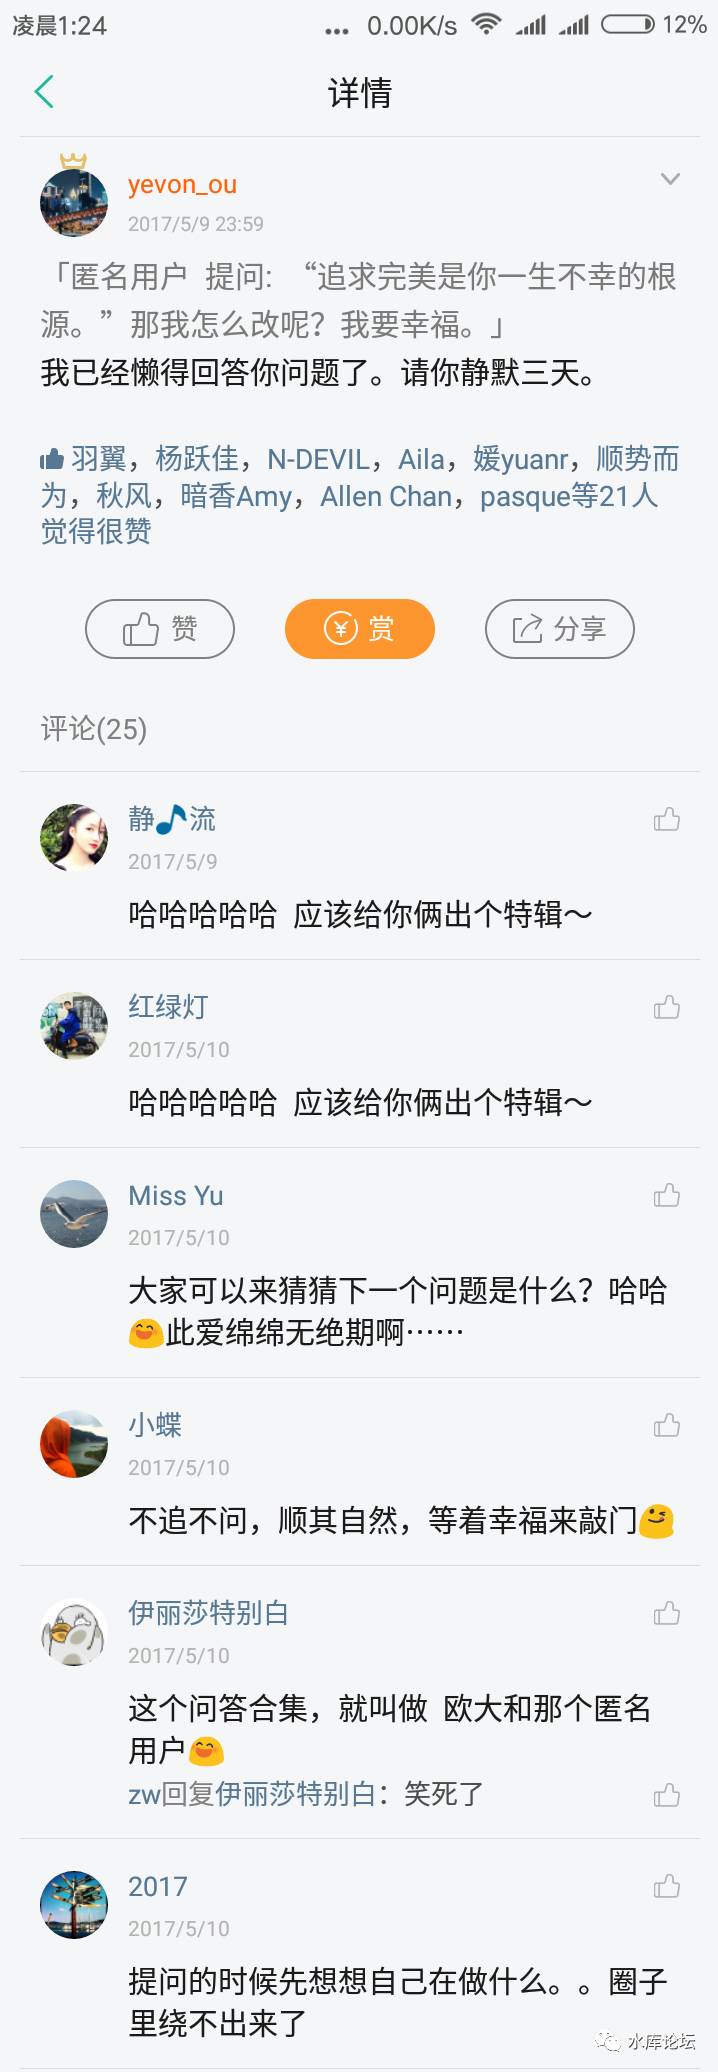 凌晨1:24 ... 0.00K/s 12%
详情
yevon_ou
2017/5/9 23:59
「匿名用户 提问: “追求完美是你一生不幸的根
源。”那我怎么改呢？我要幸福。」
我已经懒得回答你问题了。请你静默三天。
羽翼，杨跃佳，N-DEVIL，Aila，媛yuanr，顺势而
为，秋风，暗香Amy，Allen Chan，pasque等21人
觉得很赞
赞 ¥ 赏 分享
评论(25)
静🎵流
2017/5/9
哈哈哈哈哈 应该给你俩出个特辑～
红绿灯
2017/5/10
哈哈哈哈哈 应该给你俩出个特辑～
Miss Yu
2017/5/10
大家可以来猜猜下一个问题是什么？哈哈
😄此爱绵绵无绝期啊⋯⋯
小蝶
2017/5/10
不追不问，顺其自然，等着幸福来敲门😉
伊丽莎特别白
2017/5/10
这个问答合集，就叫做 欧大和那个匿名
用户😄
zw回复伊丽莎特别白：笑死了
2017
2017/5/10
提问的时候先想想自己在做什么。。圈子
里绕不出来了
水库论坛